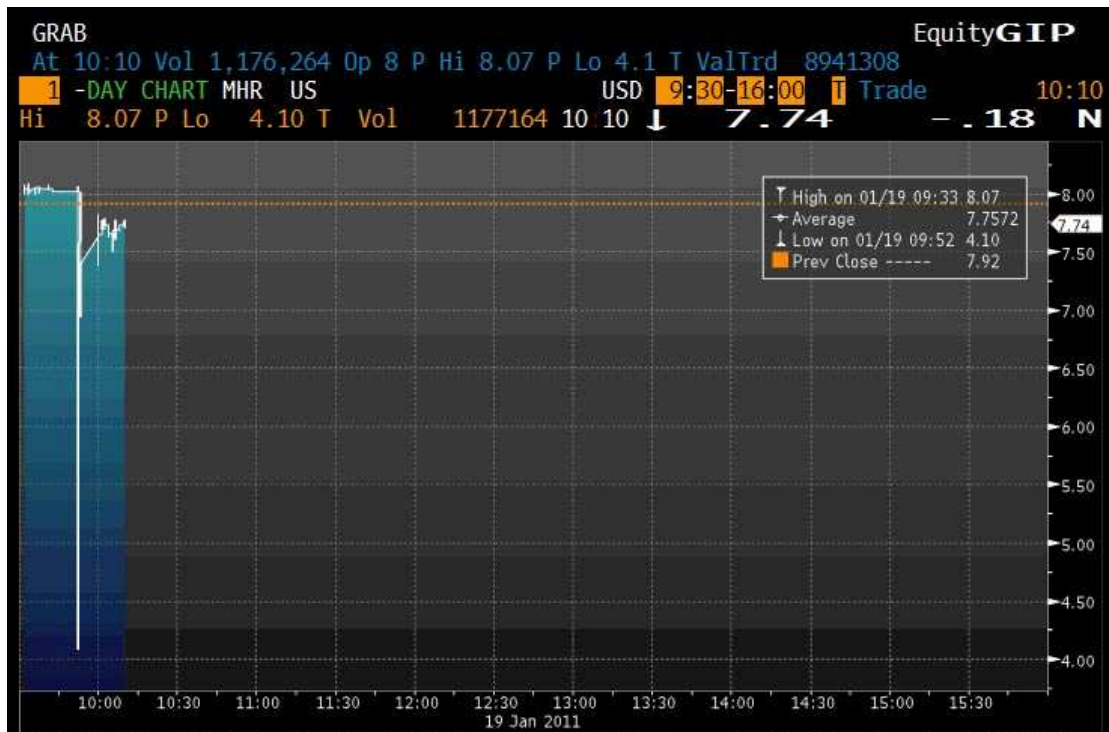 GRAB EquityGIP
At 10:10 Vol 1,176,264 Op 8 P Hi 8.07 P Lo 4.1 T ValTrd 8941308
1 -DAY CHART MHR US USD 9:30-16:00 T Trade 10:10
Hi 8.07 P Lo 4.10 T Vol 1177164 10:10 ↓ 7.74 -.18 N
High on 01/19 09:33 8.07
Average 7.7572
Low on 01/19 09:52 4.10
Prev Close ----- 7.92
8.00
7.74
7.50
7.00
6.50
6.00
5.50
5.00
4.50
4.00
10:00 10:30 11:00 11:30 12:00 12:30 13:00 13:30 14:00 14:30 15:00 15:30
19 Jan 2011